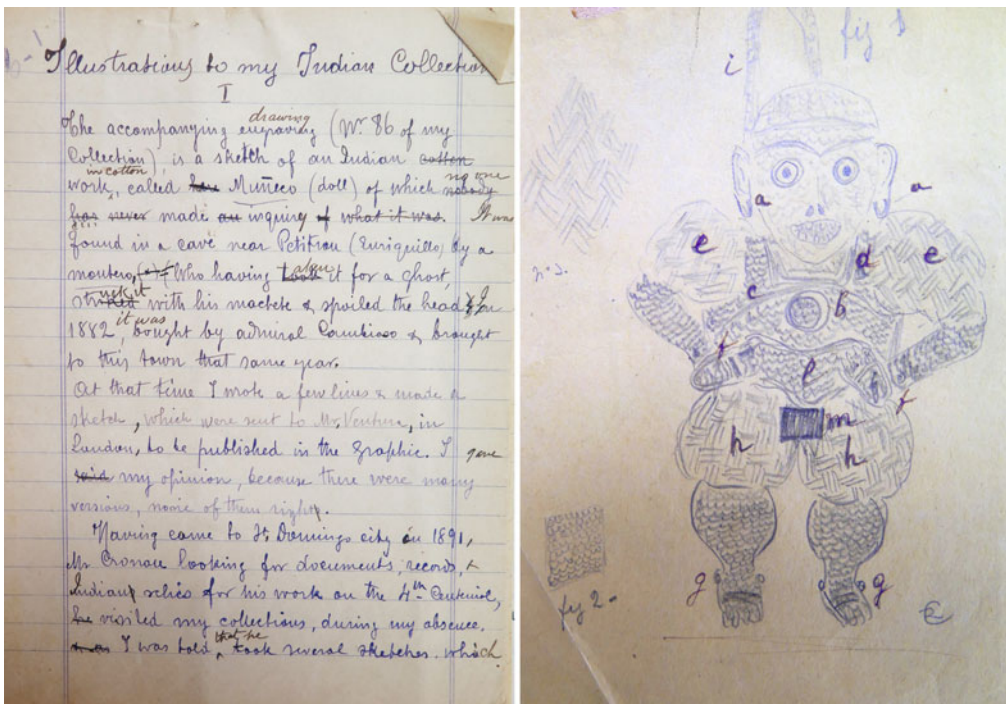 Illustrations to my Indian Collection
I
drawing
The accompanying engraving (Nº 86 of my
Collection) is a sketch of an Indian cotton
in cotton no one
work, called Muñeco (doll) of which nobody
has never made an inquiry of what it was. It was
found in a cave near Petitrou (Enriquillo) by a
montero, Who having took it for a ghost,
with his machete & spoiled the head. In
it was
1882, bought by admiral Cambiaso & brought
to this town that same year.
At that time I wrote a few lines & made a
sketch, which were sent to Mr. Ventura, in
London, to be published in the Graphic. I gave
said my opinion, because there were many
versions, none of them right.
Having come to St Domingo city in 1891,
Mr Cronau looking for documents, records, &
Indian relics for his work on the 4th Centenial,
he visited my collections, during my absence.
that he
I was told, took several sketches which
fig 1
i
a
a
e
d
e
c
b
f
l
f
m
h
h
g
g
fig 2-